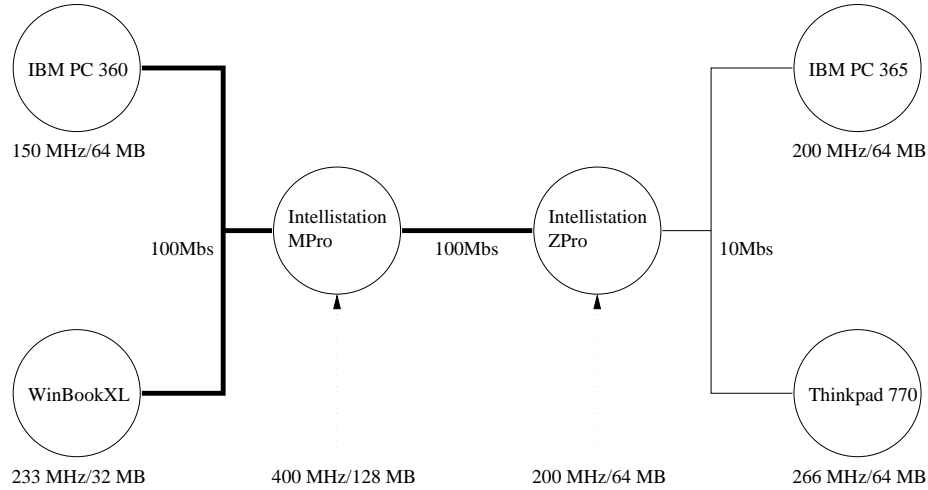 IBM PC 360
IBM PC 365
150 MHz/64 MB
200 MHz/64 MB
Intellistation
MPro
Intellistation
ZPro
100Mbs
100Mbs
10Mbs
WinBookXL
Thinkpad 770
233 MHz/32 MB
400 MHz/128 MB
200 MHz/64 MB
266 MHz/64 MB